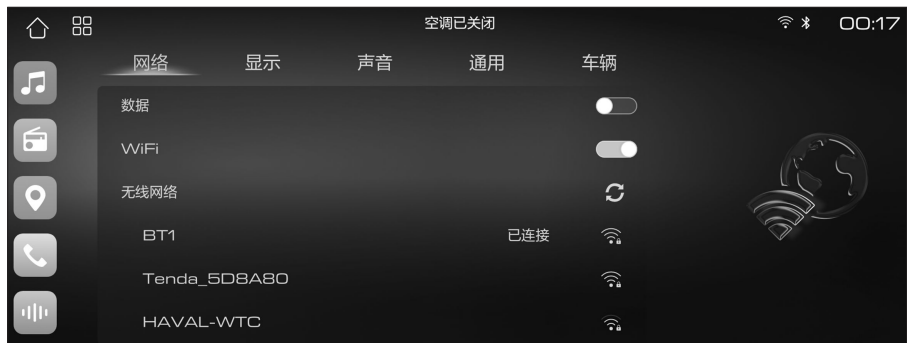 空调已关闭 00:17
网络 显示 声音 通用 车辆
数据
WiFi
无线网络
BT1 已连接
Tenda_5D8A80
HAVAL-WTC